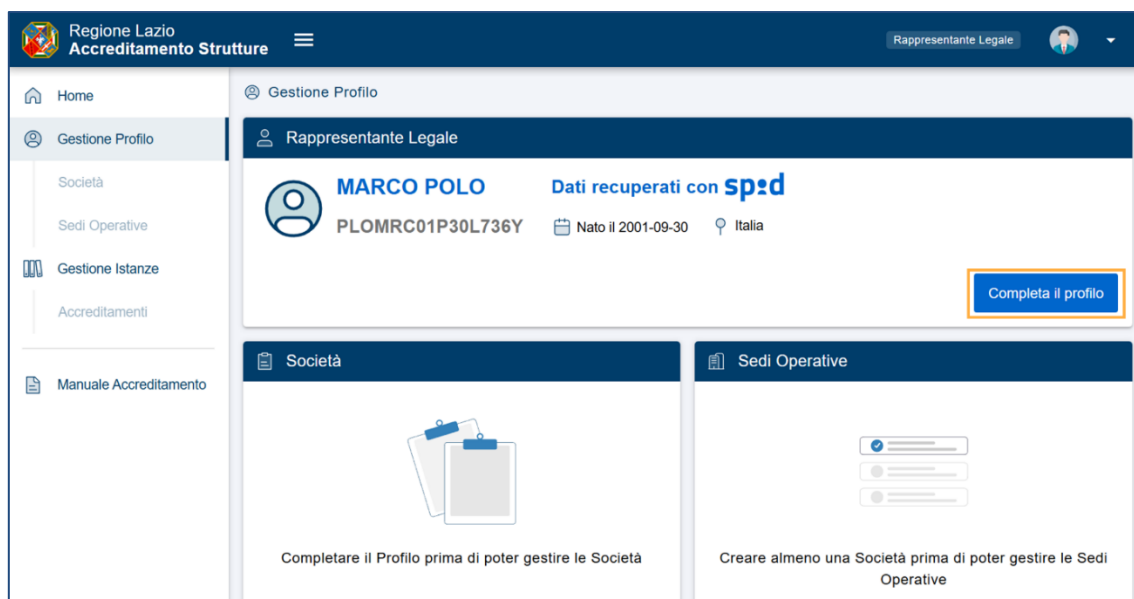 Regione Lazio
Accreditamento Strutture
Rappresentante Legale
Home
Gestione Profilo
Società
Sedi Operative
Gestione Istanze
Accreditamenti
Manuale Accreditamento
Gestione Profilo
Rappresentante Legale
MARCO POLO
Dati recuperati con spid
PLOMRC01P30L736Y
Nato il 2001-09-30
Italia
Completa il profilo
Società
Completare il Profilo prima di poter gestire le Società
Sedi Operative
Creare almeno una Società prima di poter gestire le Sedi
Operative